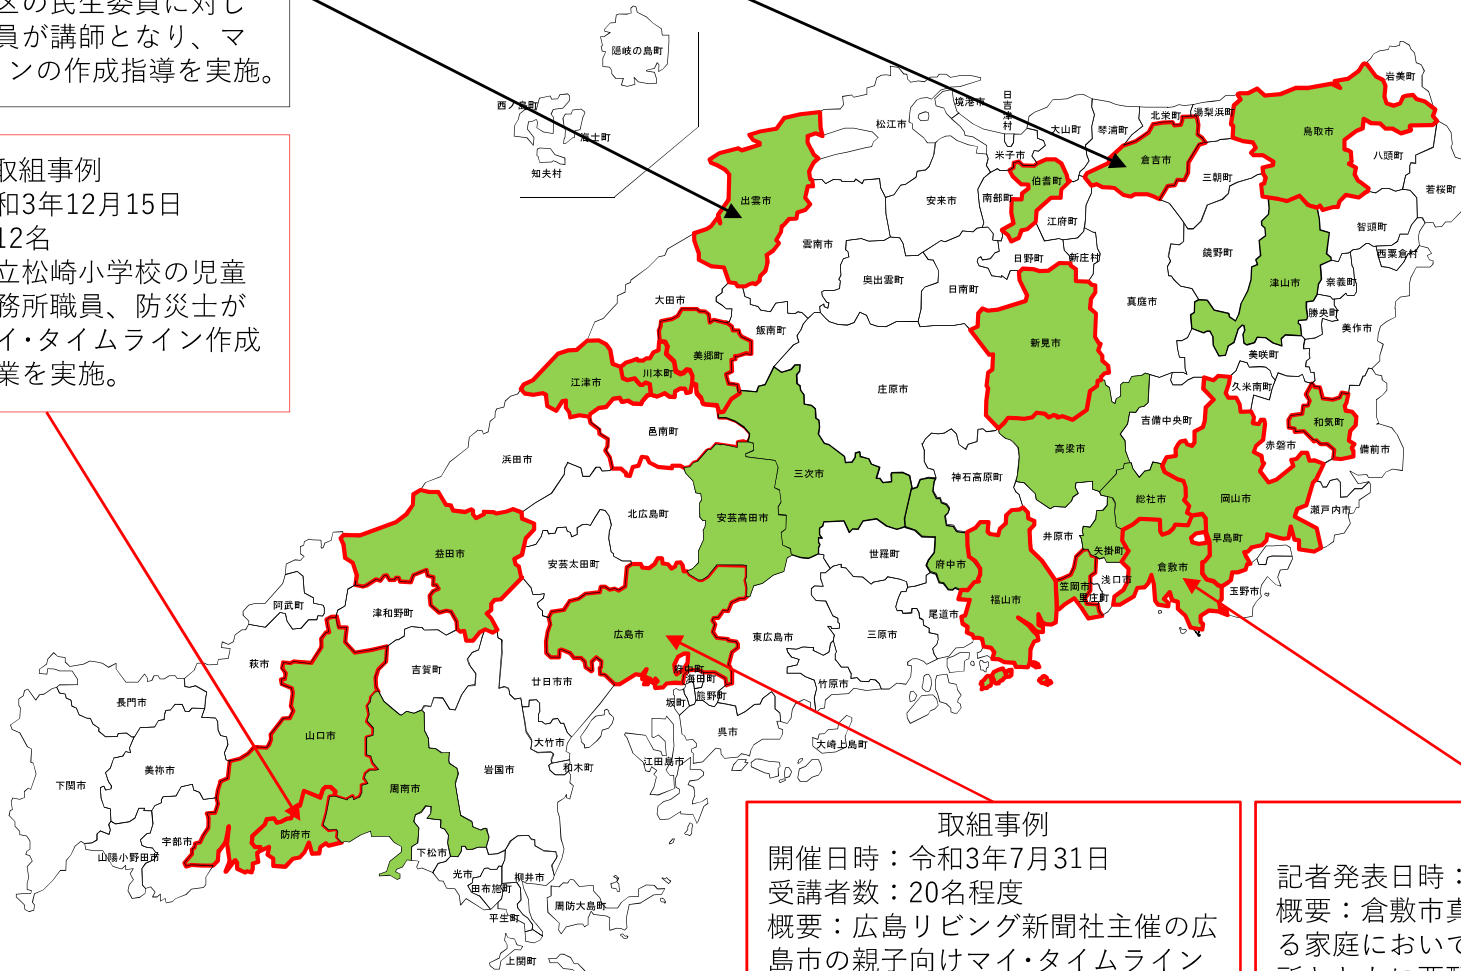 区の民生委員に対し
員が講師となり、マ
ンの作成指導を実施。
取組事例
和3年12月15日
12名
立松崎小学校の児童
務所職員、防災士が
イ・タイムライン作成
業を実施。
隠岐の島町
西ノ島町
海士町
知夫村
岩美町
境港市
日吉津村
松江市
大山町
琴浦町
北栄町
湯梨浜町
鳥取市
米子市
倉吉市
八頭町
伯耆町
三朝町
若桜町
出雲市
安来市
南部町
江府町
智頭町
雲南市
鏡野町
西粟倉村
日野町
新庄村
奥出雲町
日南町
津山市
奈義町
大田市
真庭市
勝央町
飯南町
美作市
新見市
美郷町
美咲町
川本町
江津市
庄原市
久米南町
吉備中央町
和気町
邑南町
赤磐市
高梁市
備前市
浜田市
三次市
神石高原町
総社市
岡山市
北広島町
安芸高田市
瀬戸内市
井原市
早島町
益田市
世羅町
矢掛町
安芸太田町
府中市
倉敷市
浅口市
笠岡市
玉野市
里庄町
福山市
阿武町
津和野町
尾道市
広島市
東広島市
三原市
萩市
吉賀町
府中町
海田町
廿日市市
竹原市
熊野町
坂町
長門市
呉市
山口市
大竹市
大崎上島町
美祢市
江田島市
岩国市
和木町
下関市
周南市
防府市
宇部市
山陽小野田市
下松市
光市
柳井市
田布施町
周防大島町
平生町
上関町
取組事例
開催日時：令和3年7月31日
受講者数：20名程度
概要：広島リビング新聞社主催の広
島市の親子向けマイ・タイムライン
記者発表日時：
概要：倉敷市真
る家庭において